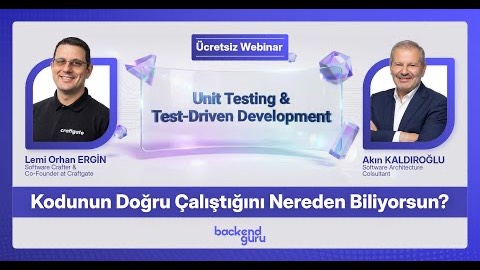 Ücretsiz Webinar
Unit Testing &
Test-Driven Development
craftgate
Lemi Orhan ERGİN
Software Crafter &
Co-Founder at Craftgate
Akın KALDIROĞLU
Software Architecture
Colsultant
Kodunun Doğru Çalıştığını Nereden Biliyorsun?
backend
guru